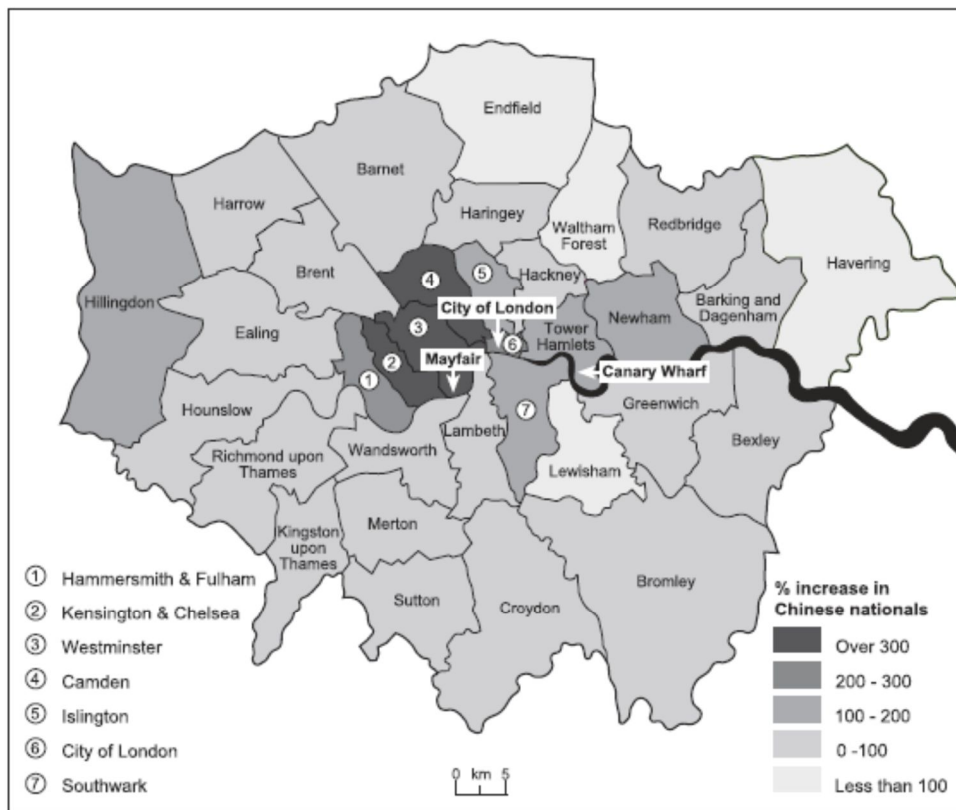 Endfield
Barnet
Harrow
Haringey
Waltham
Forest
Redbridge
Havering
Brent
④
⑤
Hackney
Hillingdon
City of London
Barking and
Dagenham
Newham
Ealing
③
Tower
Hamlets
⑥
Mayfair
②
Canary Wharf
①
Greenwich
Hounslow
⑦
Lambeth
Bexley
Richmond upon
Thames
Wandsworth
Lewisham
Merton
Kingston
upon
Thames
Bromley
Sutton
Croydon
① Hammersmith & Fulham
② Kensington & Chelsea
③ Westminster
④ Camden
⑤ Islington
⑥ City of London
⑦ Southwark
0 km 5
% increase in
Chinese nationals
Over 300
200 - 300
100 - 200
0 -100
Less than 100